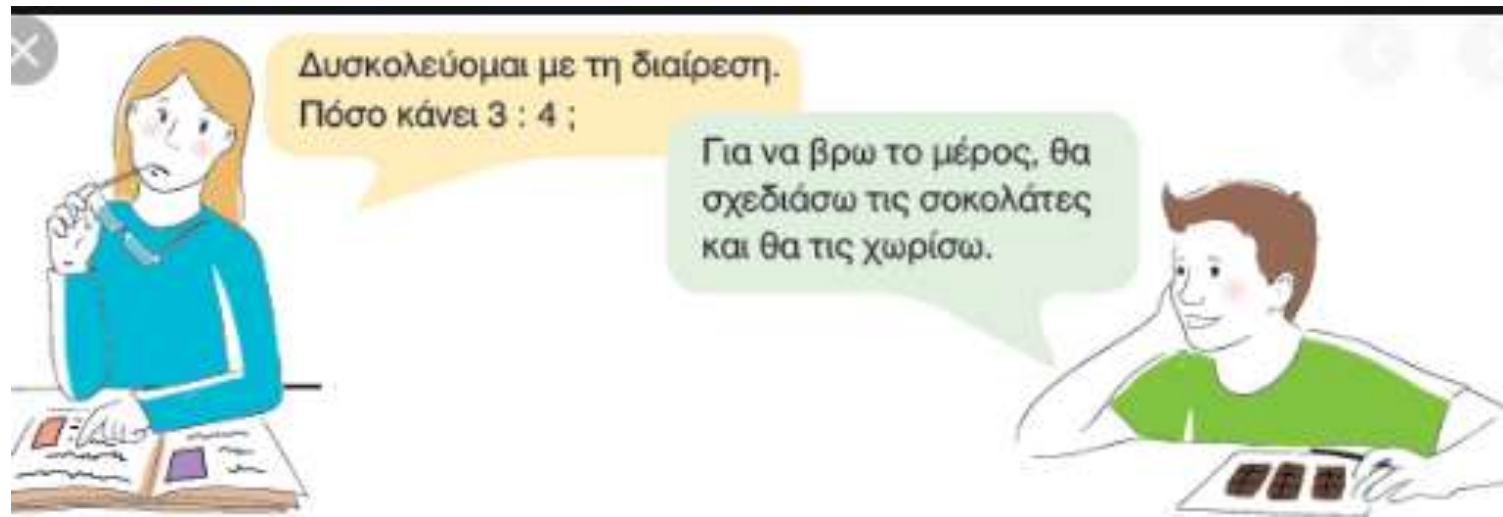 Δυσκολεύομαι με τη διαίρεση.
Πόσο κάνει 3 : 4 ;
Για να βρω το μέρος, θα
σχεδιάσω τις σοκολάτες
και θα τις χωρίσω.